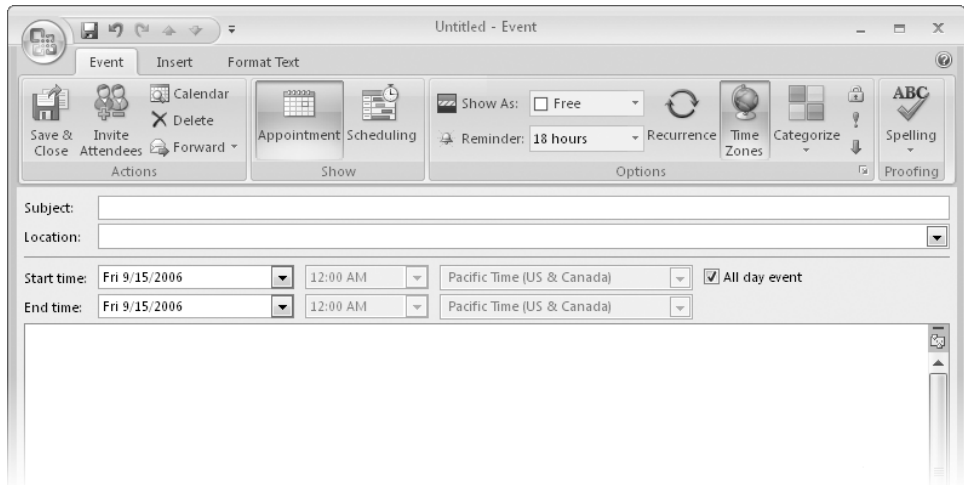 Untitled - Event
Event Insert Format Text
Save & Close
Invite Attendees
Calendar
Delete
Forward
Actions
Appointment Scheduling
Show
Show As: Free
Reminder: 18 hours
Recurrence
Time Zones
Categorize
Options
ABC
Spelling
Proofing
Subject:
Location:
Start time: Fri 9/15/2006 12:00 AM Pacific Time (US & Canada) All day event
End time: Fri 9/15/2006 12:00 AM Pacific Time (US & Canada)